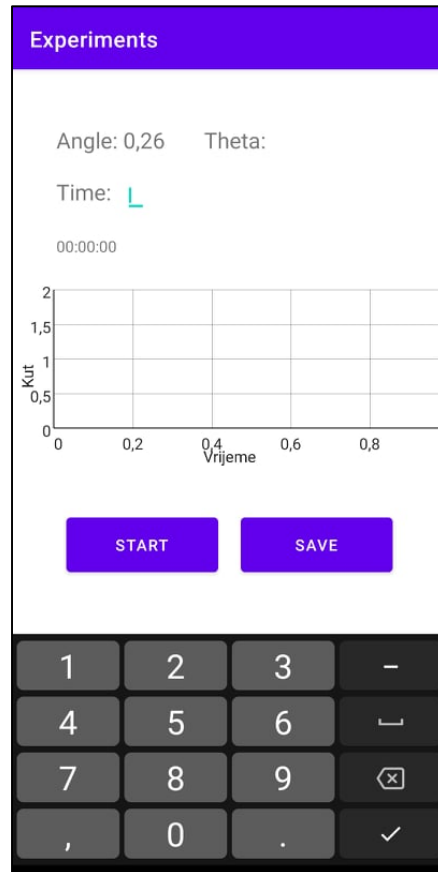 Experiments
Angle: 0,26 Theta:
Time:
00:00:00
2
1,5
1
0,5
0
Kut
0 0,2 0,4 0,6 0,8
Vrijeme
START SAVE
1 2 3 –
4 5 6
7 8 9
, 0 .